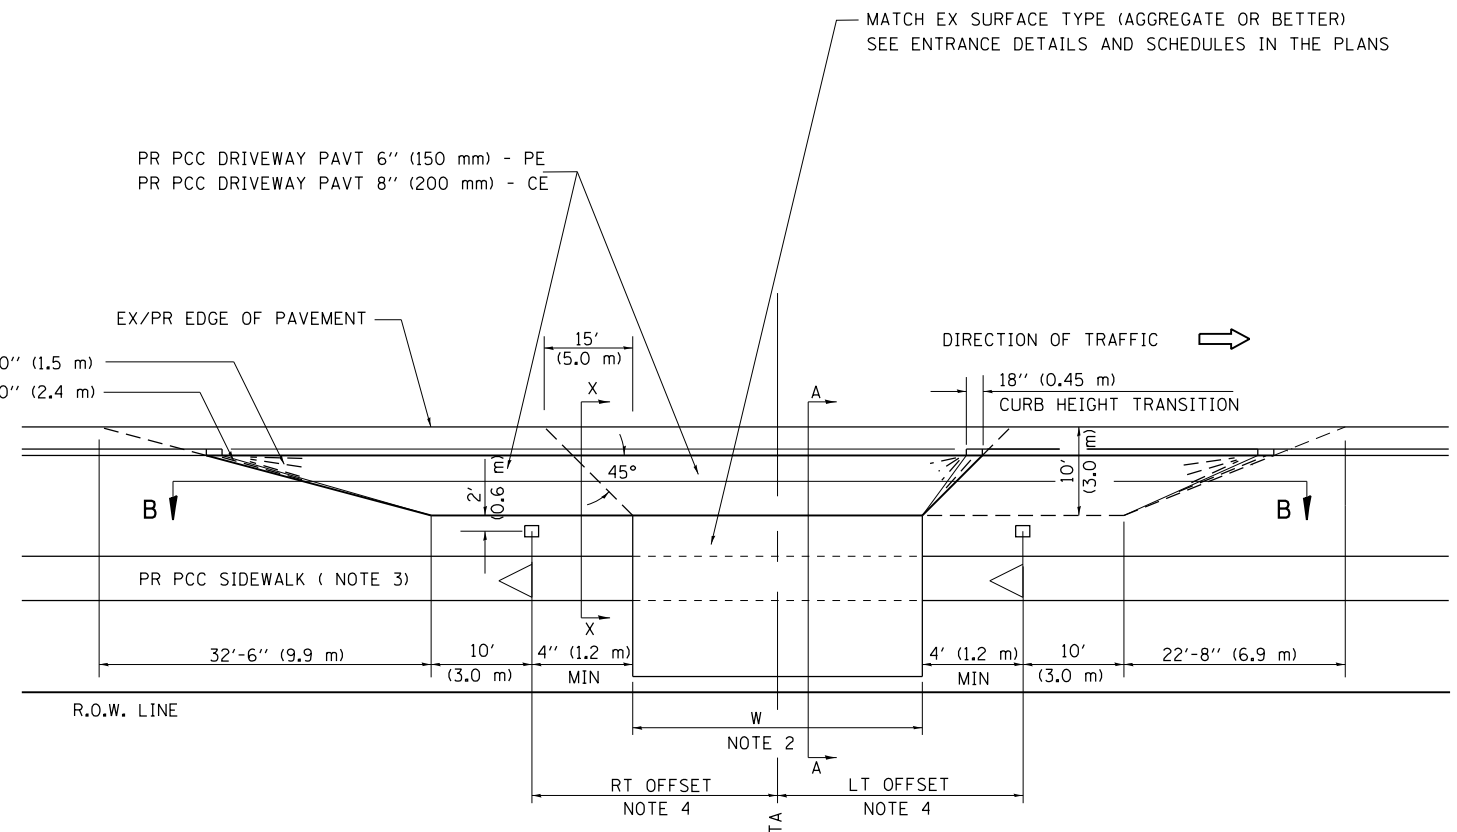 MATCH EX SURFACE TYPE (AGGREGATE OR BETTER)
SEE ENTRANCE DETAILS AND SCHEDULES IN THE PLANS
PR PCC DRIVEWAY PAVT 6'' (150 mm) - PE
PR PCC DRIVEWAY PAVT 8'' (200 mm) - CE
EX/PR EDGE OF PAVEMENT
15'
(5.0 m)
DIRECTION OF TRAFFIC
0'' (1.5 m)
0'' (2.4 m)
18'' (0.45 m)
CURB HEIGHT TRANSITION
X
A
45°
2'
(0.6 m)
10'
(3.0 m)
B
B
PR PCC SIDEWALK ( NOTE 3)
X
32'-6'' (9.9 m)
10'
(3.0 m)
4'' (1.2 m)
MIN
4' (1.2 m)
MIN
10'
(3.0 m)
22'-8'' (6.9 m)
R.O.W. LINE
W
NOTE 2
A
RT OFFSET
NOTE 4
LT OFFSET
NOTE 4
TA